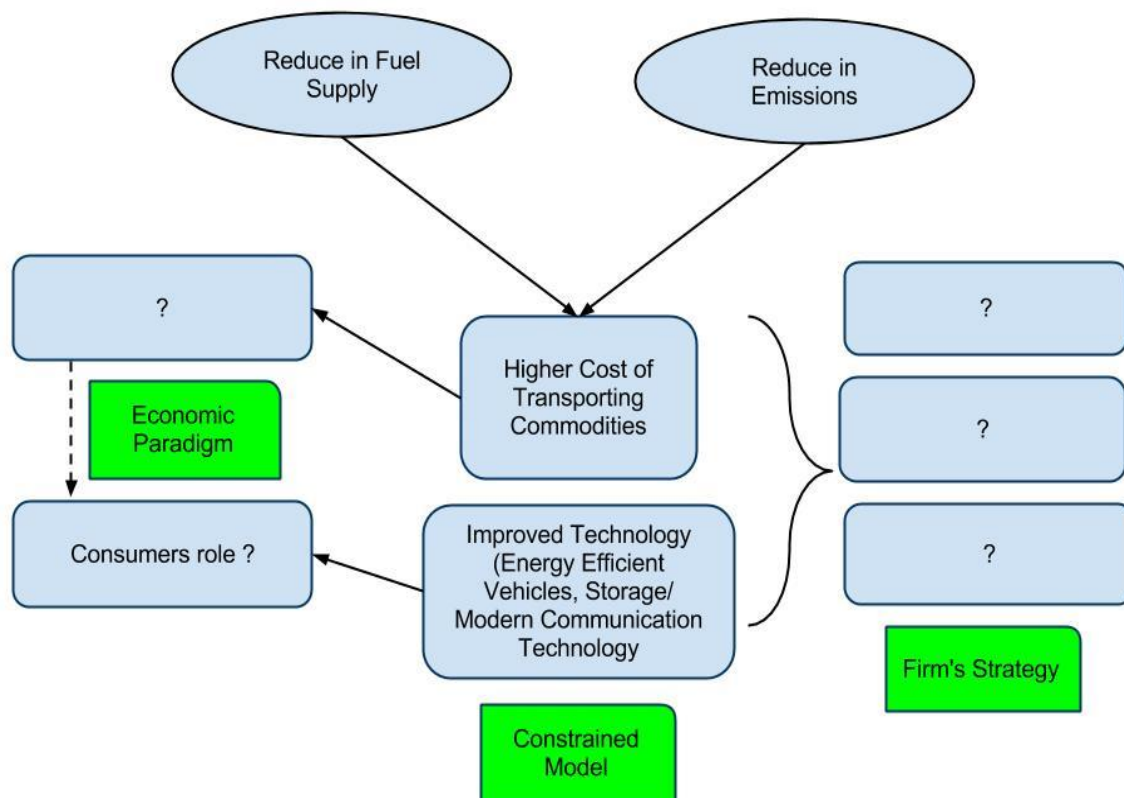 Reduce in Fuel
Supply
Reduce in
Emissions
?
Higher Cost of
Transporting
Commodities
?
Economic
Paradigm
?
Consumers role ?
Improved Technology
(Energy Efficient
Vehicles, Storage/
Modern Communication
Technology
?
Firm's Strategy
Constrained
Model